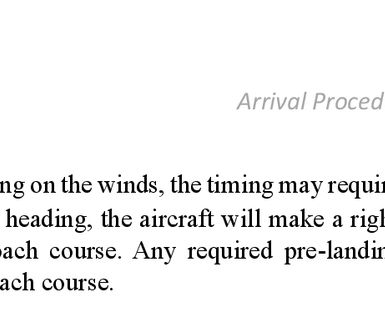 Arrival Proced
ng on the winds, the timing may requir
heading, the aircraft will make a righ
ach course. Any required pre-landin
ach course.